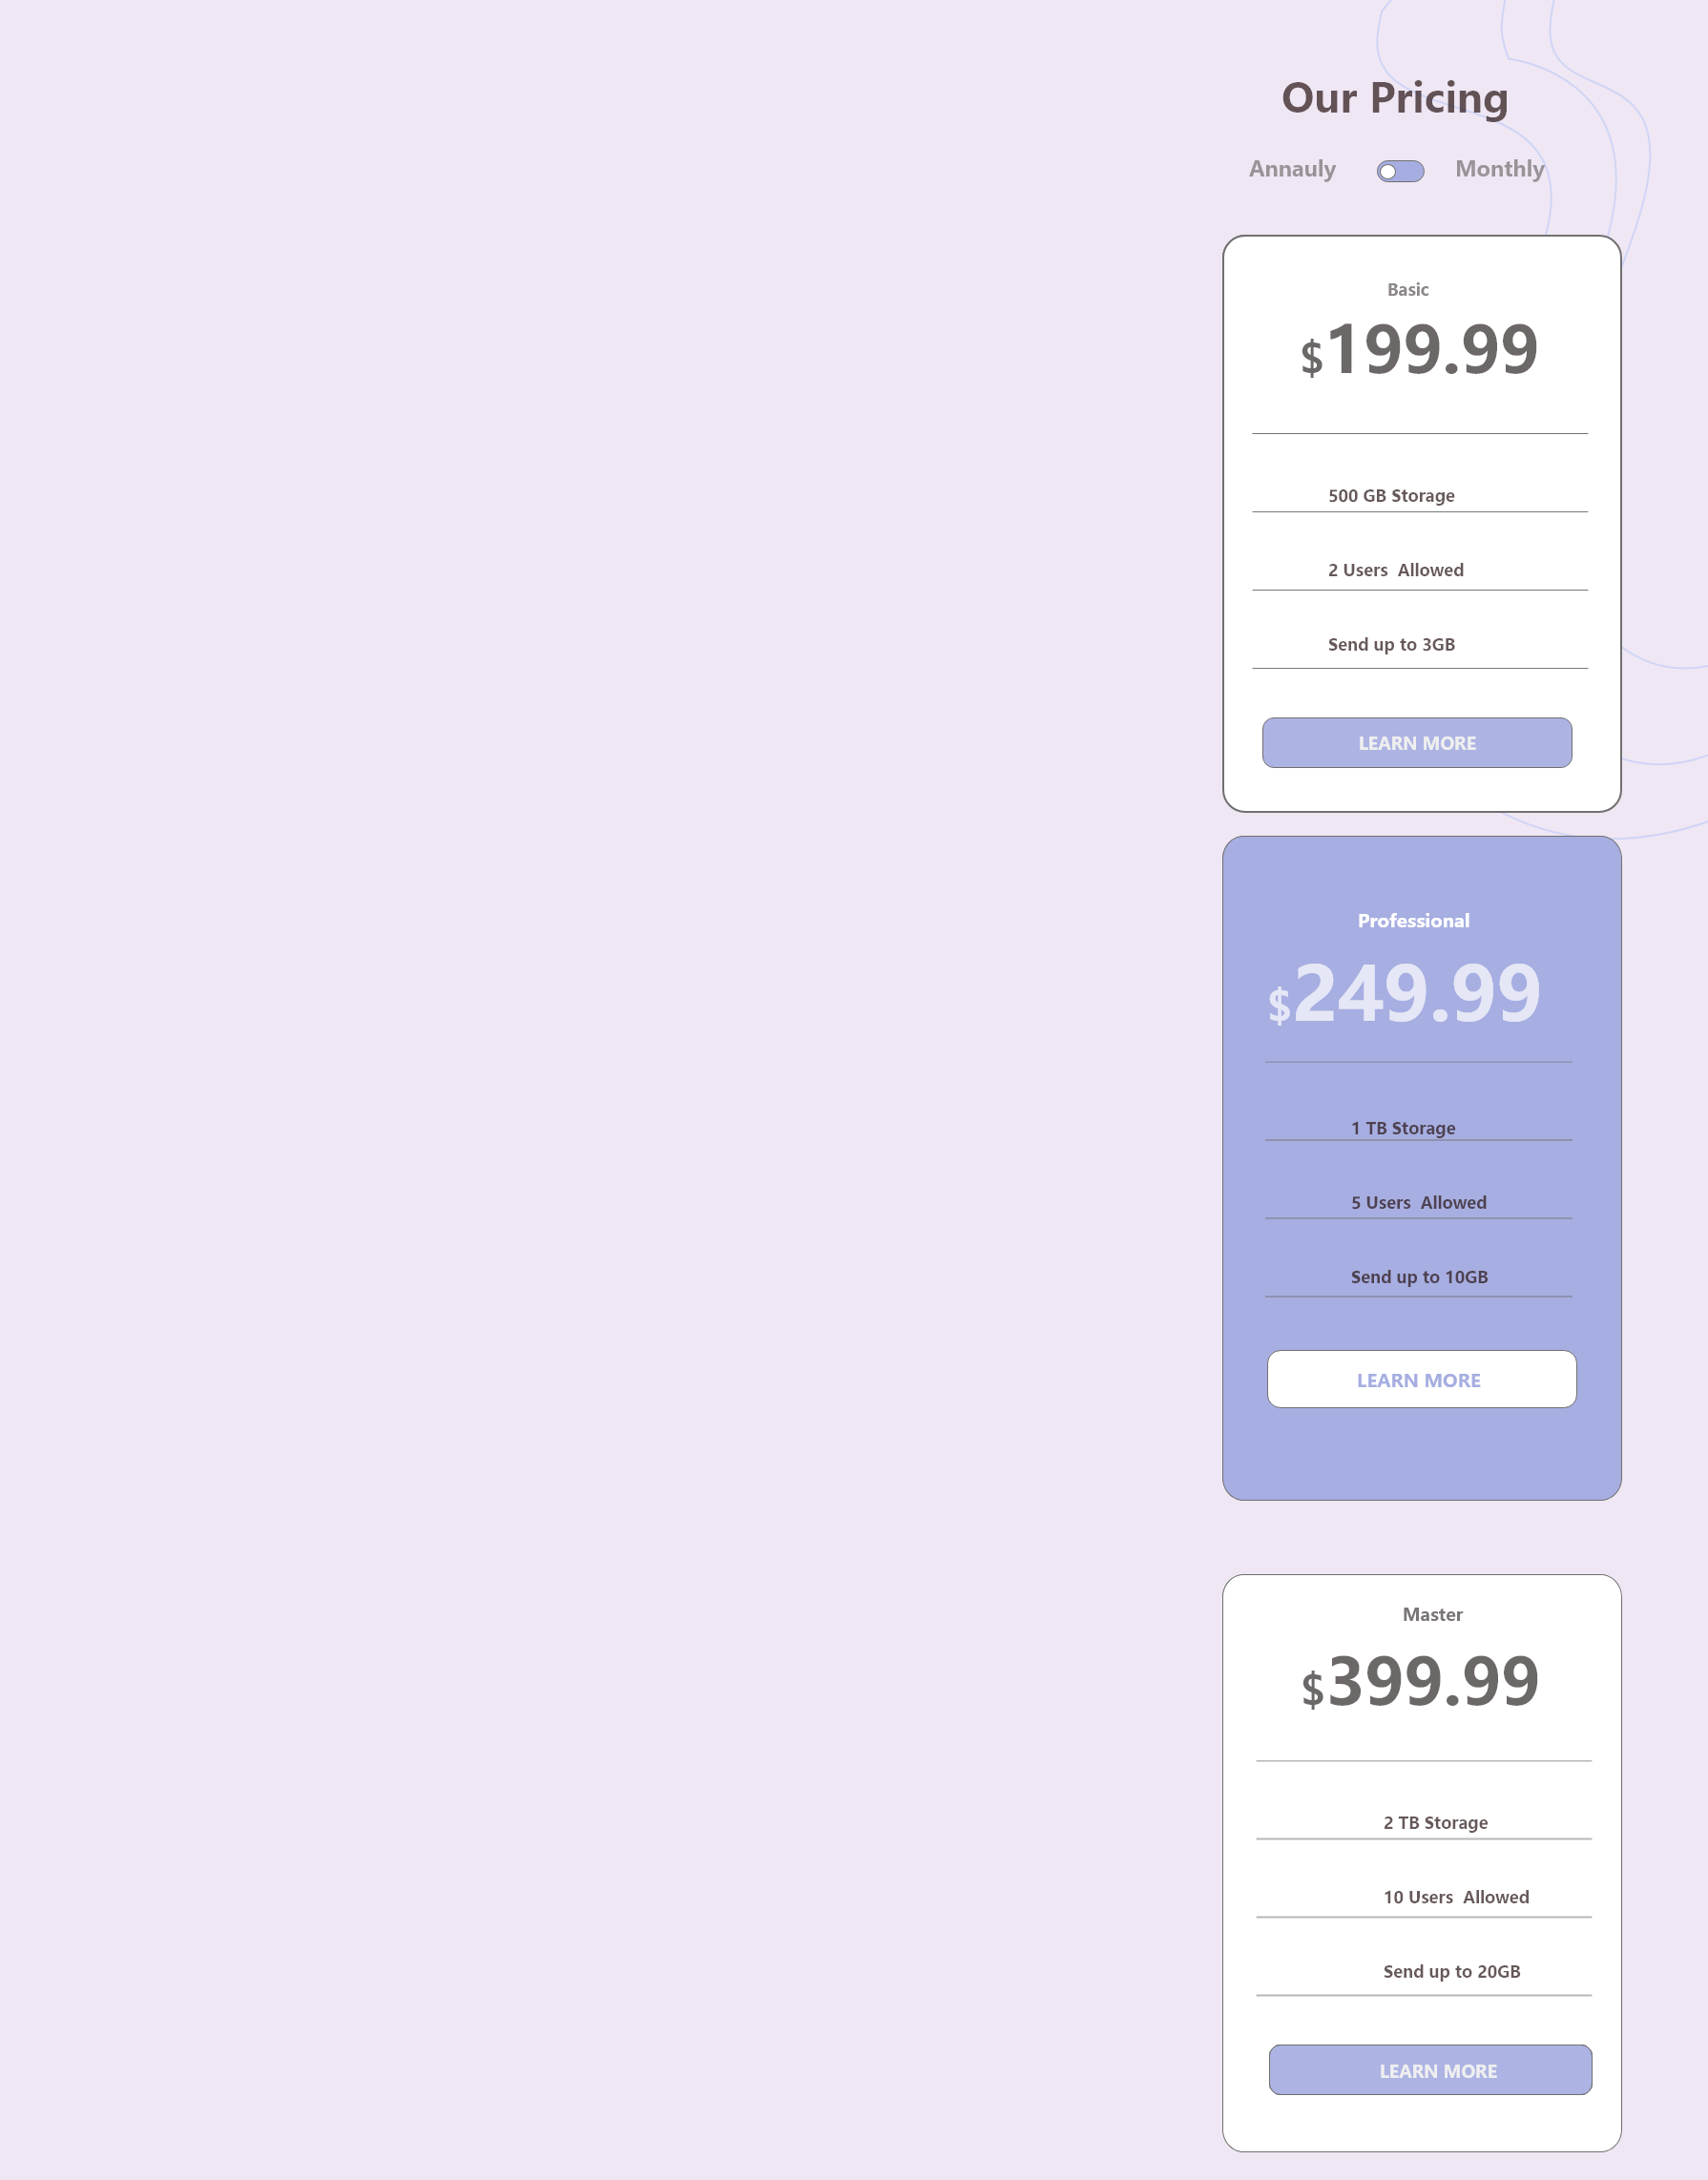 Our Pricing
Annauly Monthly
Basic
$199.99
500 GB Storage
2 Users  Allowed
Send up to 3GB
LEARN MORE
Professional
$249.99
1 TB Storage
5 Users  Allowed
Send up to 10GB
LEARN MORE
Master
$399.99
2 TB Storage
10 Users  Allowed
Send up to 20GB
LEARN MORE